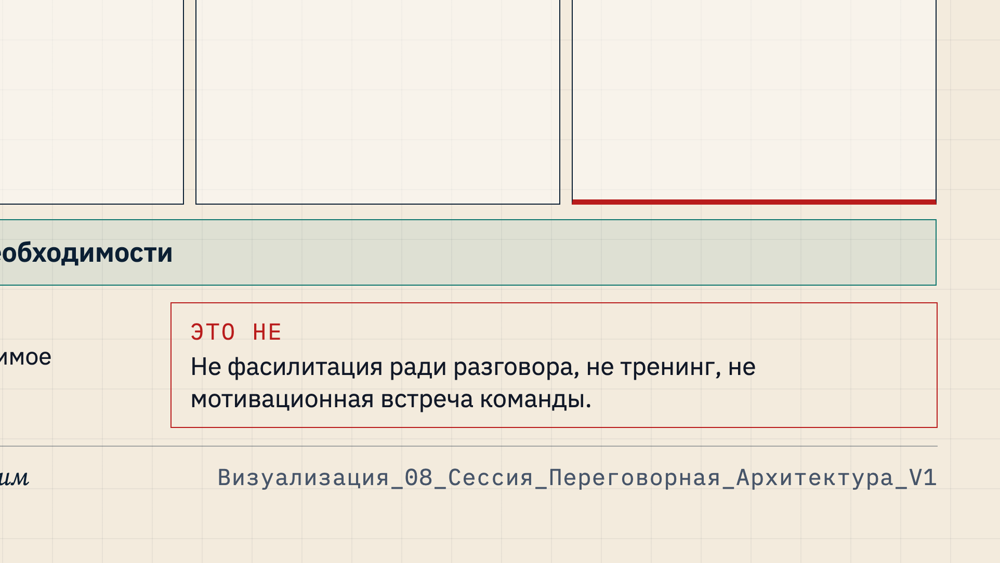 еобходимости
имое
ЭТО НЕ
Не фасилитация ради разговора, не тренинг, не
мотивационная встреча команды.
им
Визуализация_08_Сессия_Переговорная_Архитектура_V1